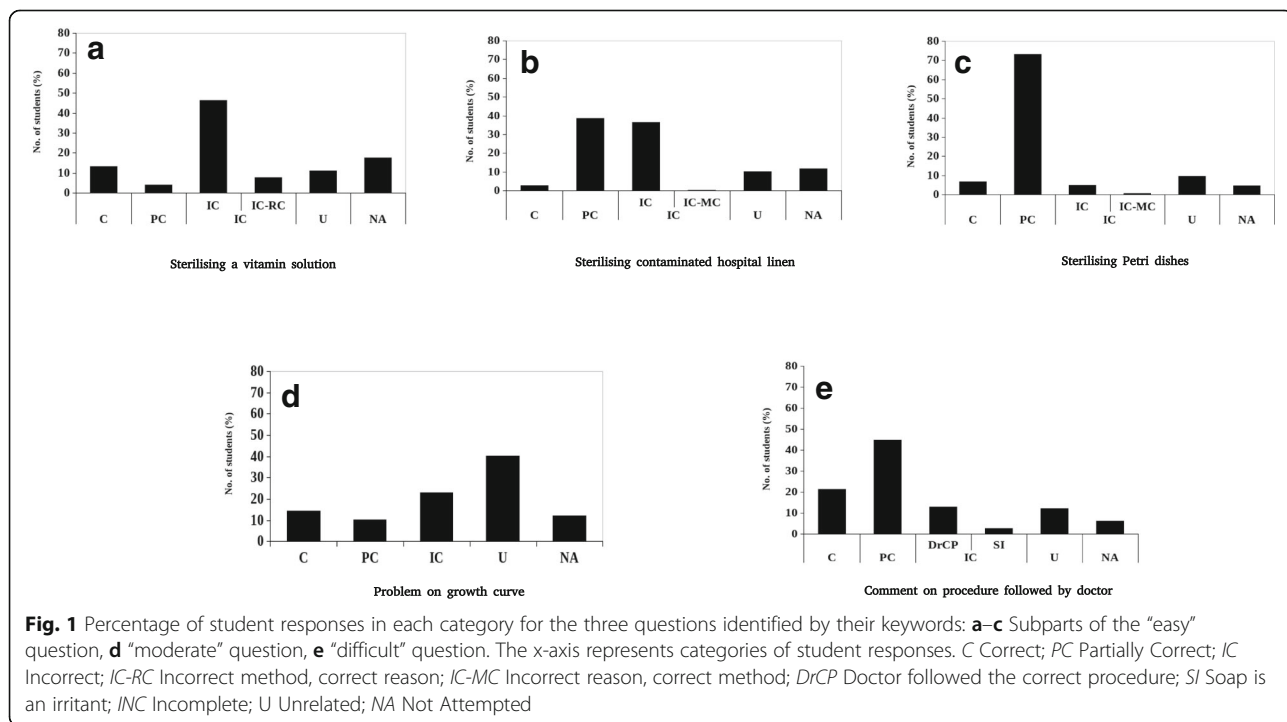 a
No. of students (%)
80
70
60
50
40
30
20
10
0
IC IC-RC
C PC IC U NA
Sterilising a vitamin solution
b
No. of students (%)
80
70
60
50
40
30
20
10
0
IC IC-MC
C PC IC U NA
Sterilising contaminated hospital linen
c
No. of students (%)
80
70
60
50
40
30
20
10
0
IC IC-MC
C PC IC U NA
Sterilising Petri dishes
d
No. of students (%)
80
70
60
50
40
30
20
10
0
C PC IC U NA
Problem on growth curve
e
No. of students (%)
80
70
60
50
40
30
20
10
0
DrCP SI
C PC IC U NA
Comment on procedure followed by doctor
Fig. 1 Percentage of student responses in each category for the three questions identified by their keywords: a–c Subparts of the “easy”
question, d “moderate” question, e “difficult” question. The x-axis represents categories of student responses. C Correct; PC Partially Correct; IC
Incorrect; IC-RC Incorrect method, correct reason; IC-MC Incorrect reason, correct method; DrCP Doctor followed the correct procedure; SI Soap is
an irritant; INC Incomplete; U Unrelated; NA Not Attempted